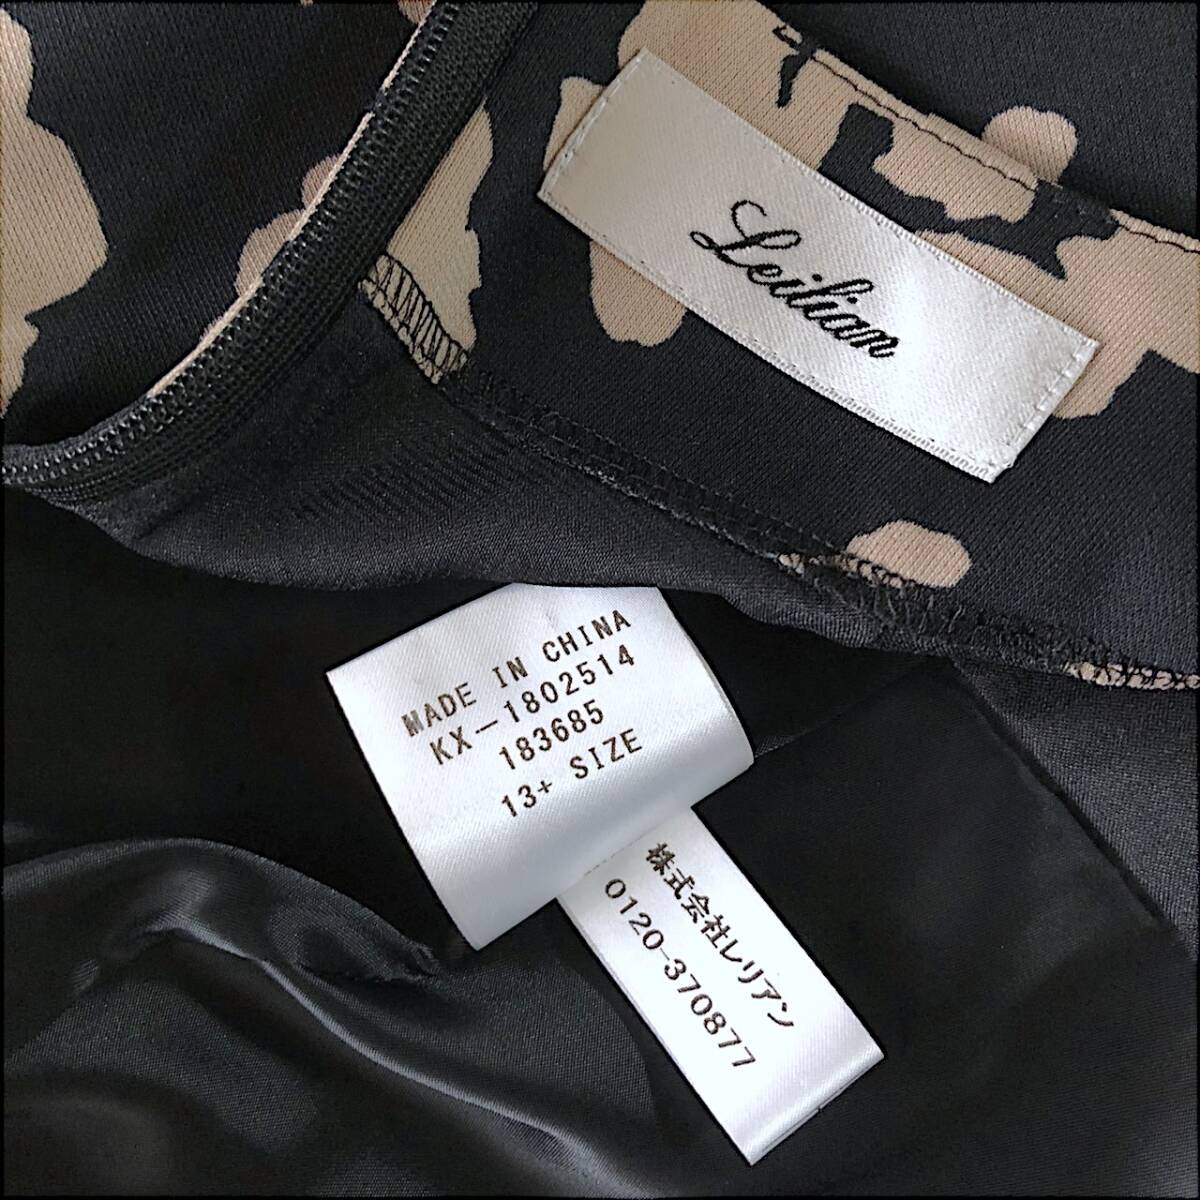 Leilian
MADE IN CHINA
KX-1802514
183685
13+ SIZE
株式会社レリアン
0120-370877